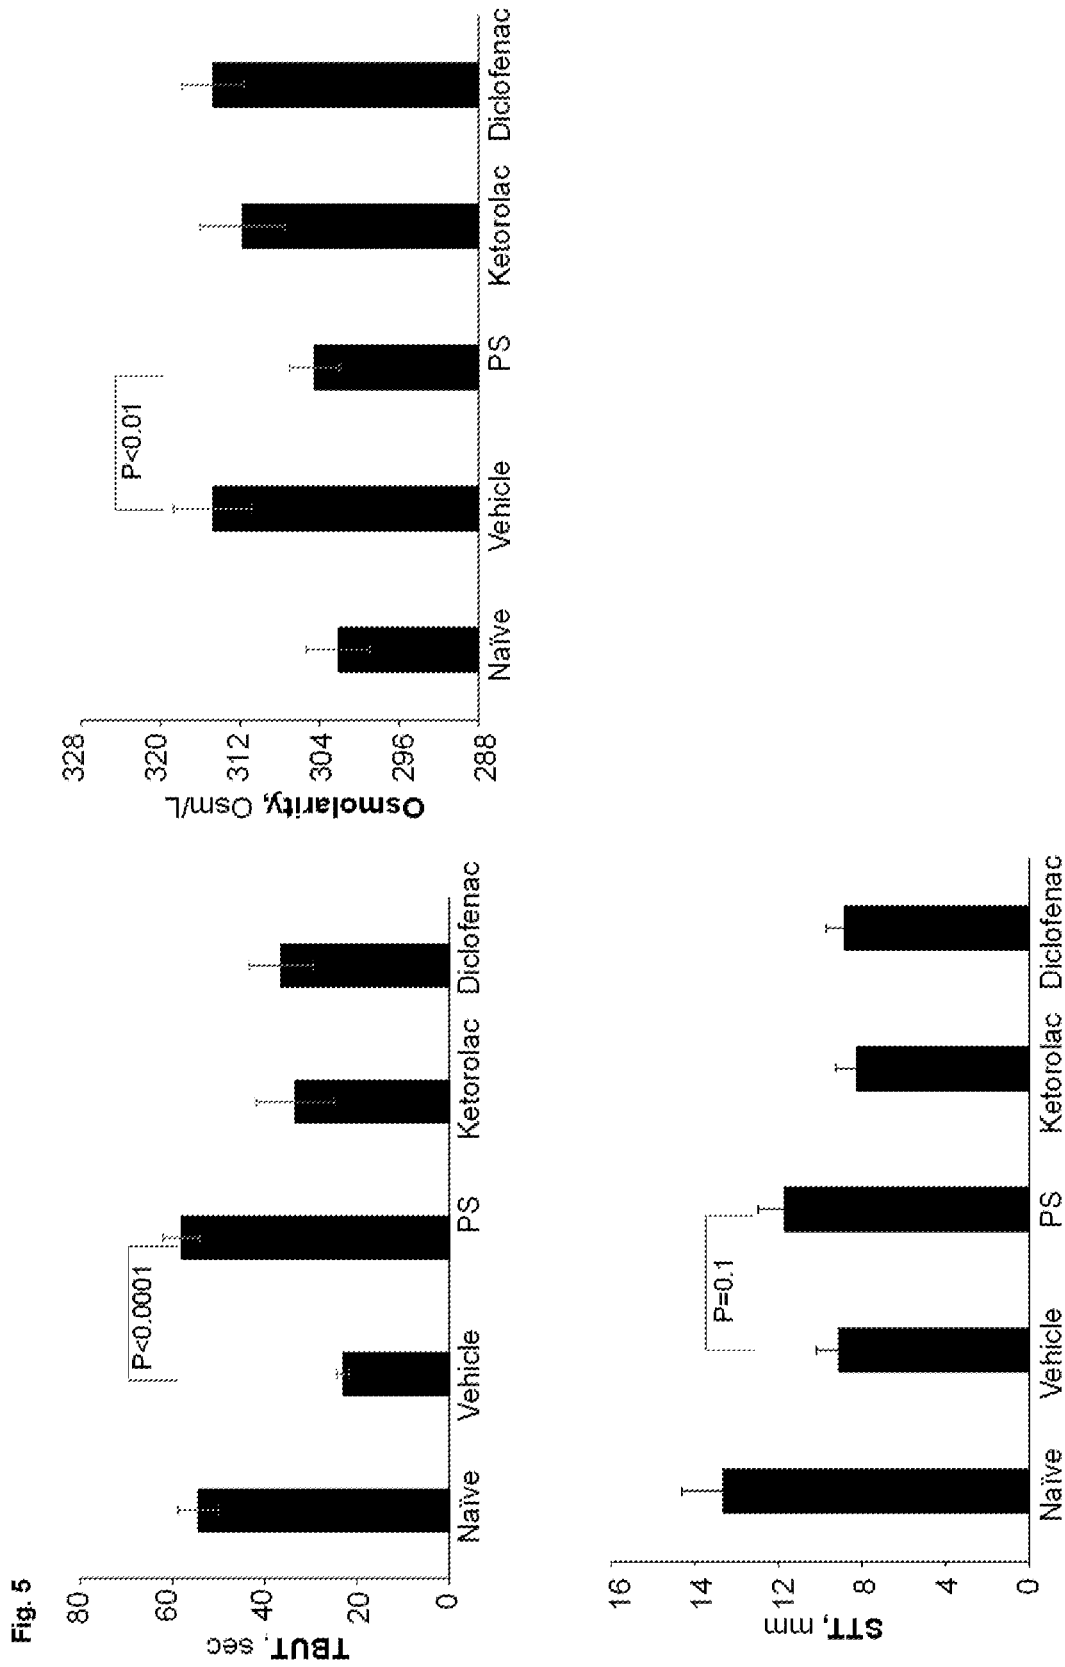 Fig. 5
TBUT, sec
80
60
40
20
0
P<0.0001
Naïve
Vehicle
PS
Ketorolac
Diclofenac
Osmolarity, Osm/L
328
320
312
304
296
288
P<0.01
Naïve
Vehicle
PS
Ketorolac
Diclofenac
STT, mm
16
12
8
4
0
P=0.1
Naïve
Vehicle
PS
Ketorolac
Diclofenac